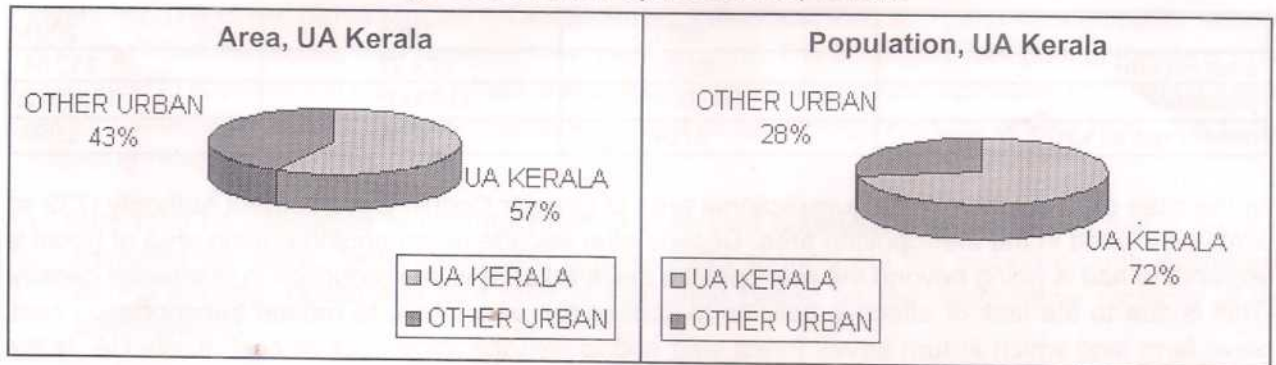 Area, UA Kerala
OTHER URBAN
43%
UA KERALA
57%
UA KERALA
OTHER URBAN
Population, UA Kerala
OTHER URBAN
28%
UA KERALA
72%
UA KERALA
OTHER URBAN